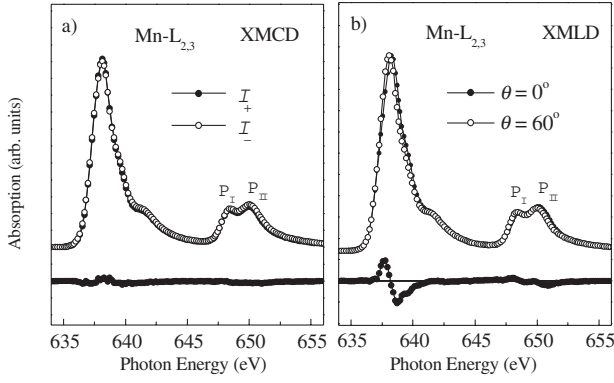 a)
Mn-L2,3
XMCD
I+
I−
PI
PII
b)
Mn-L2,3
XMLD
θ = 0°
θ = 60°
PI
PII
Absorption (arb. units)
635
640
645
650
655
635
640
645
650
655
Photon Energy (eV)
Photon Energy (eV)